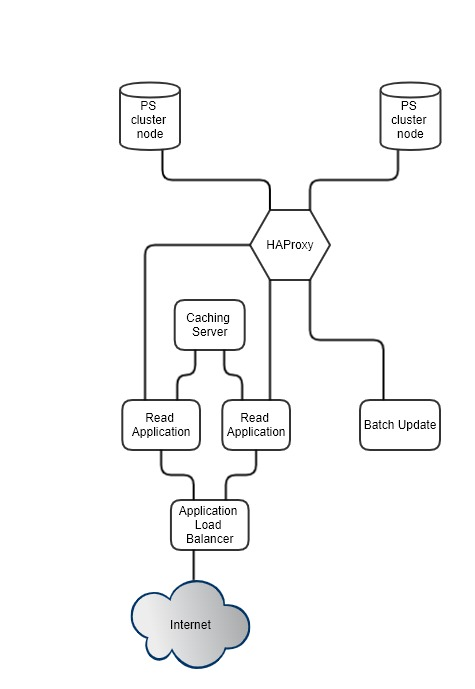 PS
cluster
node
PS
cluster
node
HAProxy
Caching
Server
Read
Application
Read
Application
Batch Update
Application
Load
Balancer
Internet